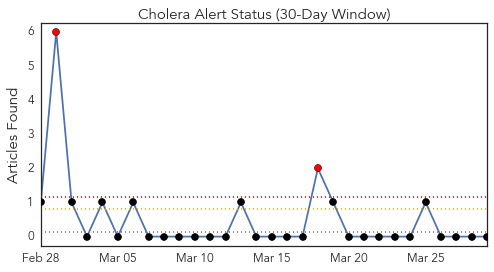 Cholera Alert Status (30-Day Window)
Articles Found
6
5
4
3
2
1
0
Feb 28 Mar 05 Mar 10 Mar 15 Mar 20 Mar 25